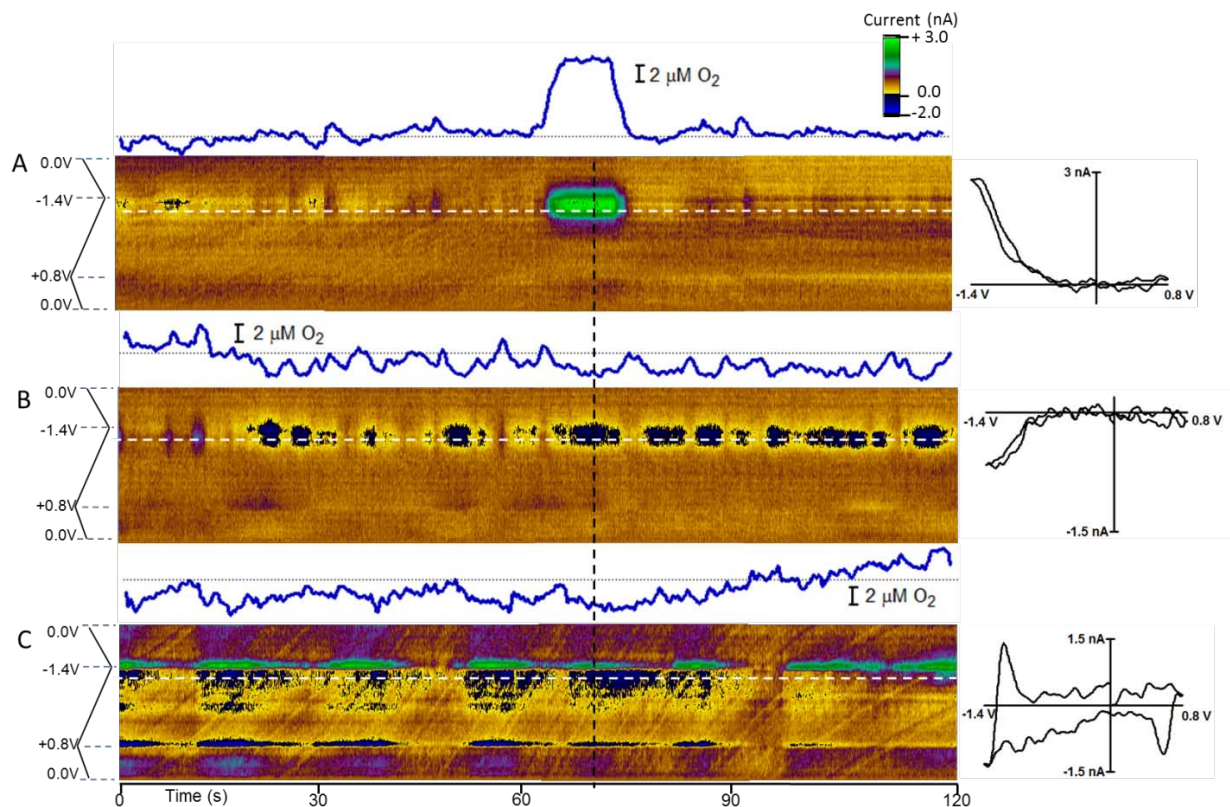 Current (nA)
+ 3.0
0.0
-2.0
2 μM O₂
A
0.0V
-1.4V
+0.8V
0.0V
3 nA
-1.4 V
0.8 V
2 μM O₂
B
0.0V
-1.4V
+0.8V
0.0V
-1.4 V
0.8 V
-1.5 nA
2 μM O₂
C
0.0V
-1.4V
+0.8V
0.0V
1.5 nA
-1.4 V
0.8 V
-1.5 nA
0 Time (s) 30 60 90 120